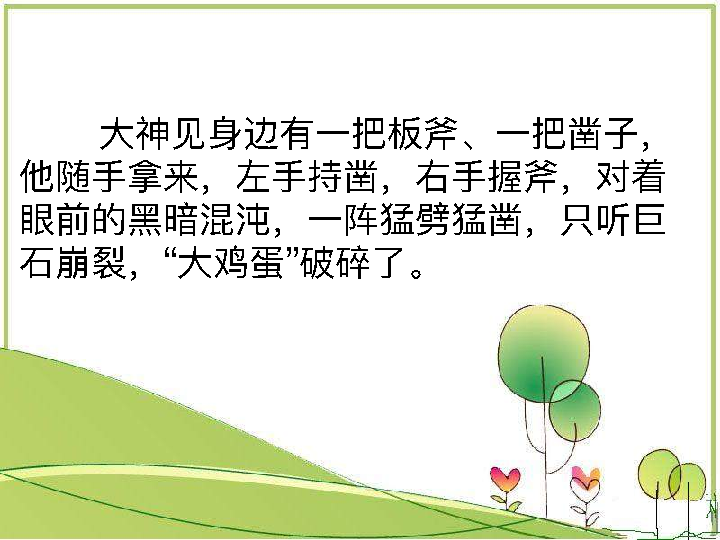 大神见身边有一把板斧、一把凿子，
他随手拿来，左手持凿，右手握斧，对着
眼前的黑暗混沌，一阵猛劈猛凿，只听巨
石崩裂，“大鸡蛋”破碎了。